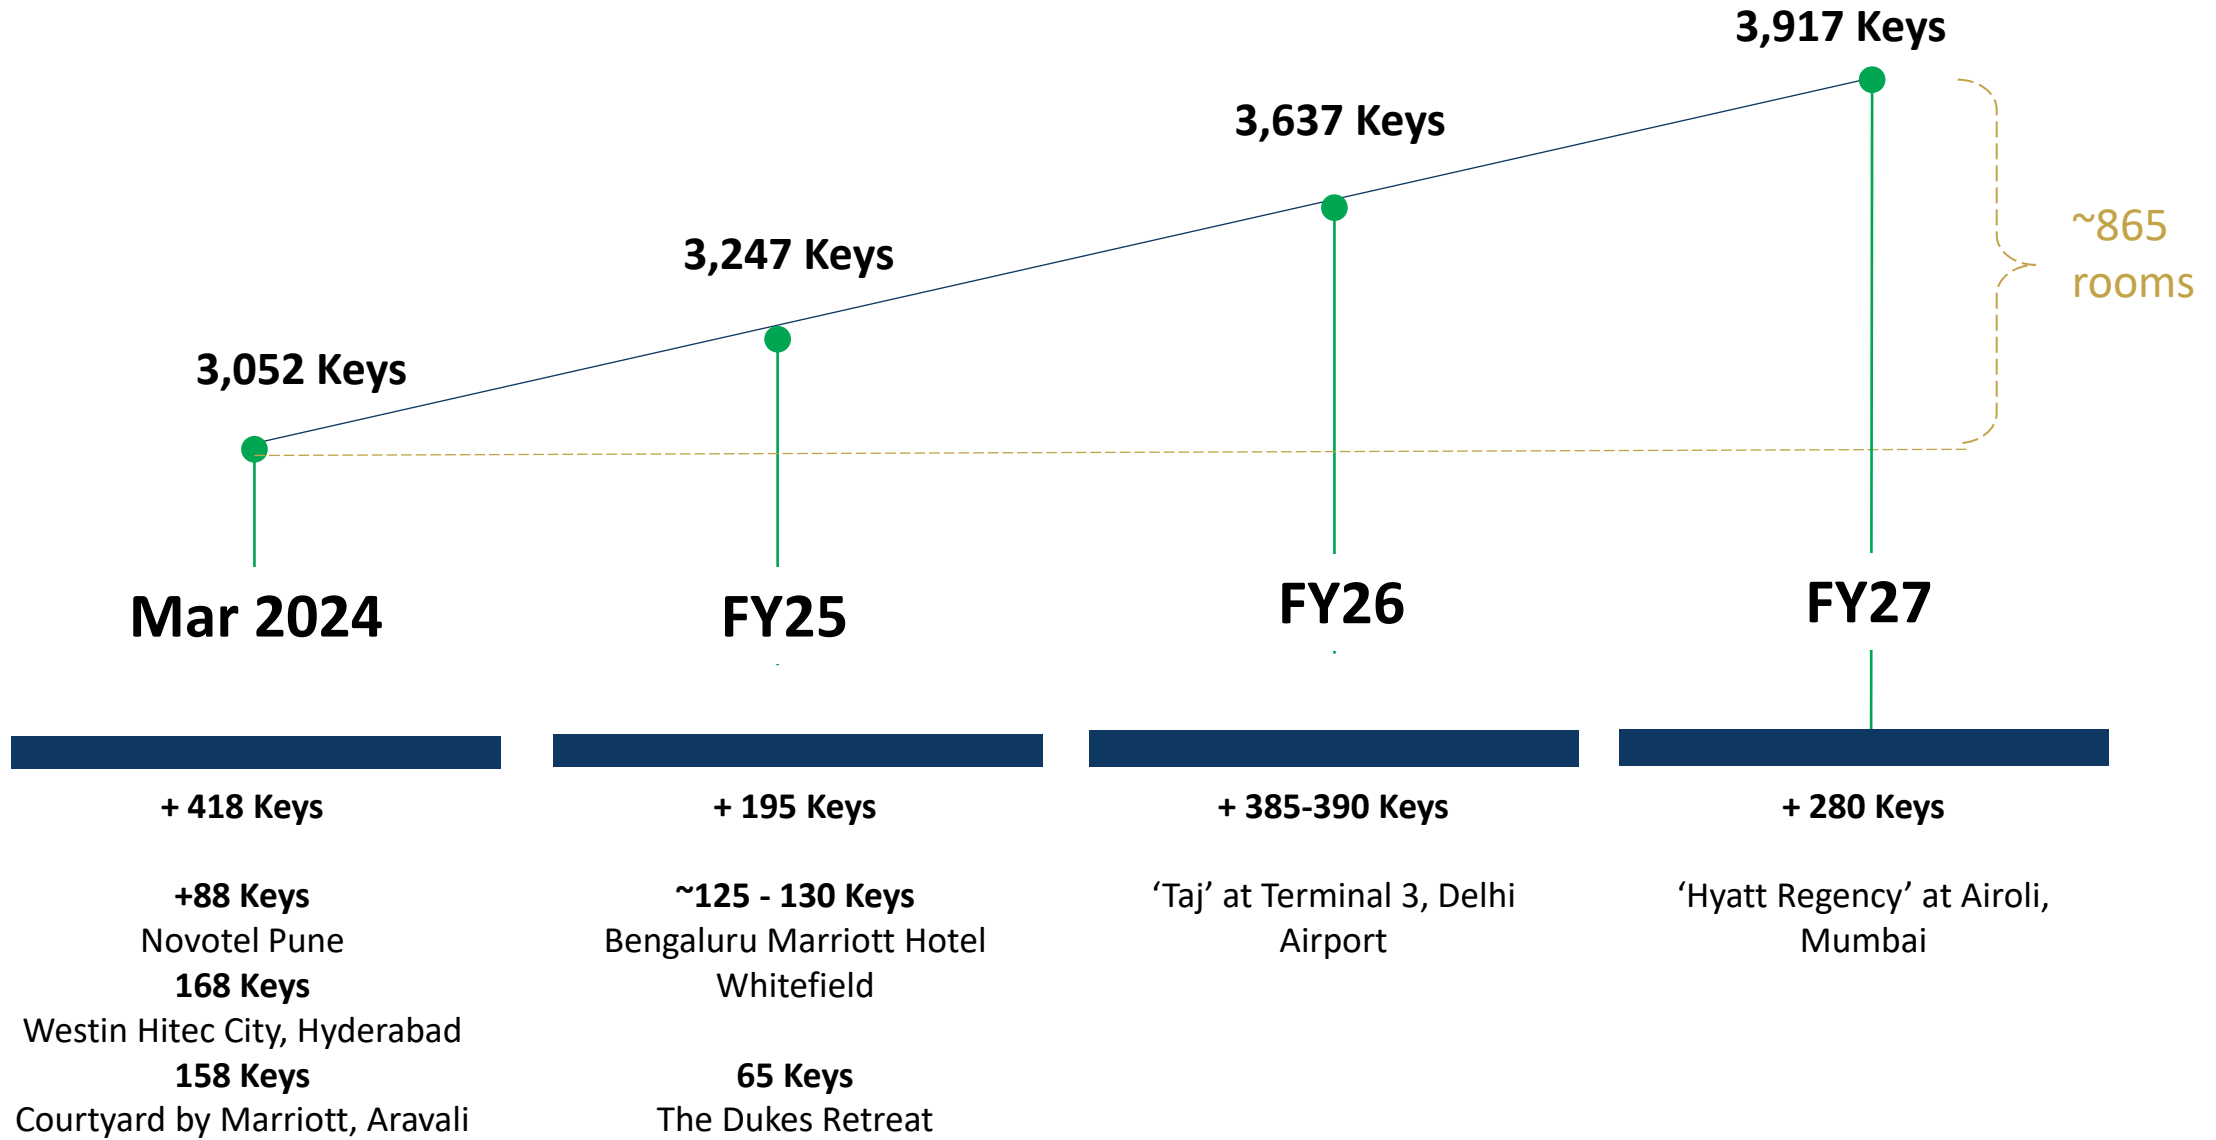 3,917 Keys
3,637 Keys
3,247 Keys
3,052 Keys
~865
rooms
Mar 2024
FY25
FY26
FY27
+ 418 Keys
+88 Keys
Novotel Pune
168 Keys
Westin Hitec City, Hyderabad
158 Keys
Courtyard by Marriott, Aravali
+ 195 Keys
~125 - 130 Keys
Bengaluru Marriott Hotel
Whitefield
65 Keys
The Dukes Retreat
+ 385-390 Keys
‘Taj’ at Terminal 3, Delhi
Airport
+ 280 Keys
‘Hyatt Regency’ at Airoli,
Mumbai